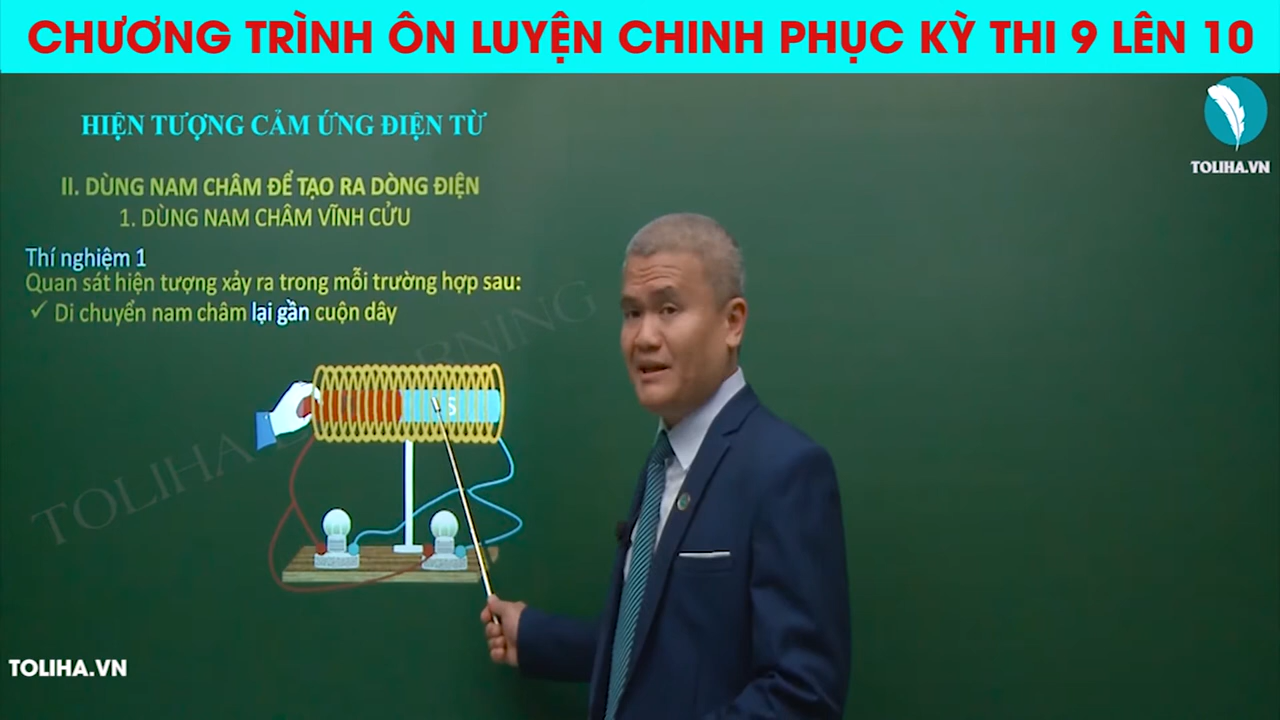 CHƯƠNG TRÌNH ÔN LUYỆN CHINH PHỤC KỲ THI 9 LÊN 10
TOLIHA.VN
HIỆN TƯỢNG CẢM ỨNG ĐIỆN TỪ
II. DÙNG NAM CHÂM ĐỂ TẠO RA DÒNG ĐIỆN
1. DÙNG NAM CHÂM VĨNH CỬU
Thí nghiệm 1
Quan sát hiện tượng xảy ra trong mỗi trường hợp sau:
✓ Di chuyển nam châm lại gần cuộn dây
S
TOLIHA.VN